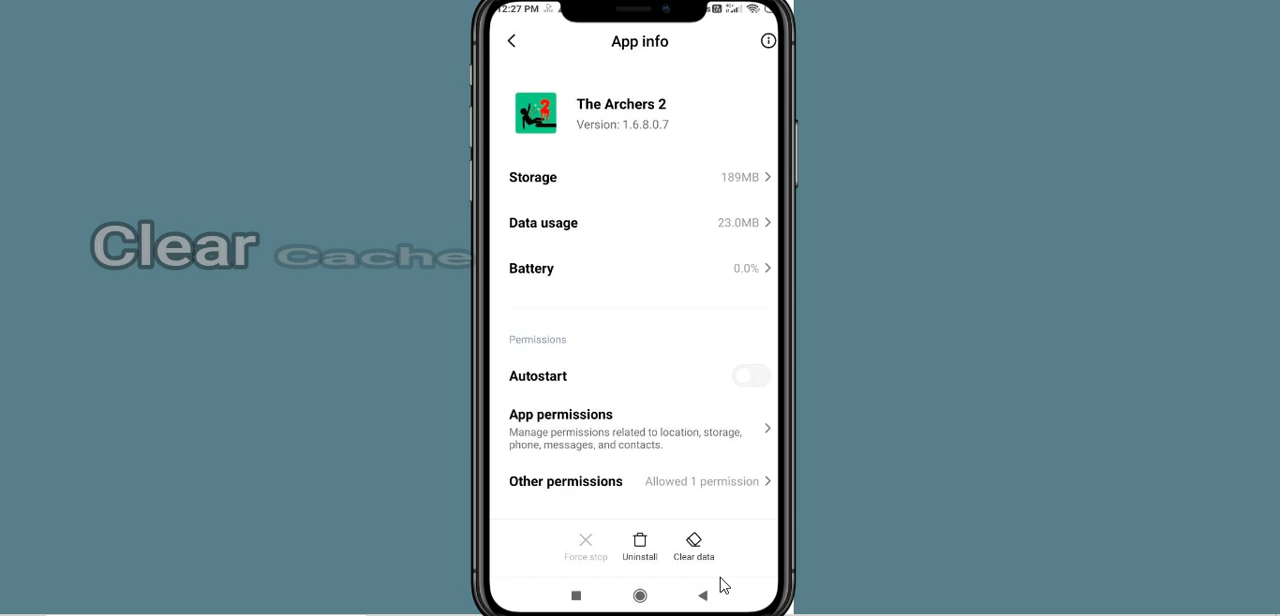 12:27 PM
App info
The Archers 2
Version: 1.6.8.0.7
Storage 189MB
Data usage 23.0MB
Clear Cache
Battery 0.0%
Permissions
Autostart
App permissions
Manage permissions related to location, storage,
phone, messages, and contacts.
Other permissions Allowed 1 permission
Force stop Uninstall Clear data